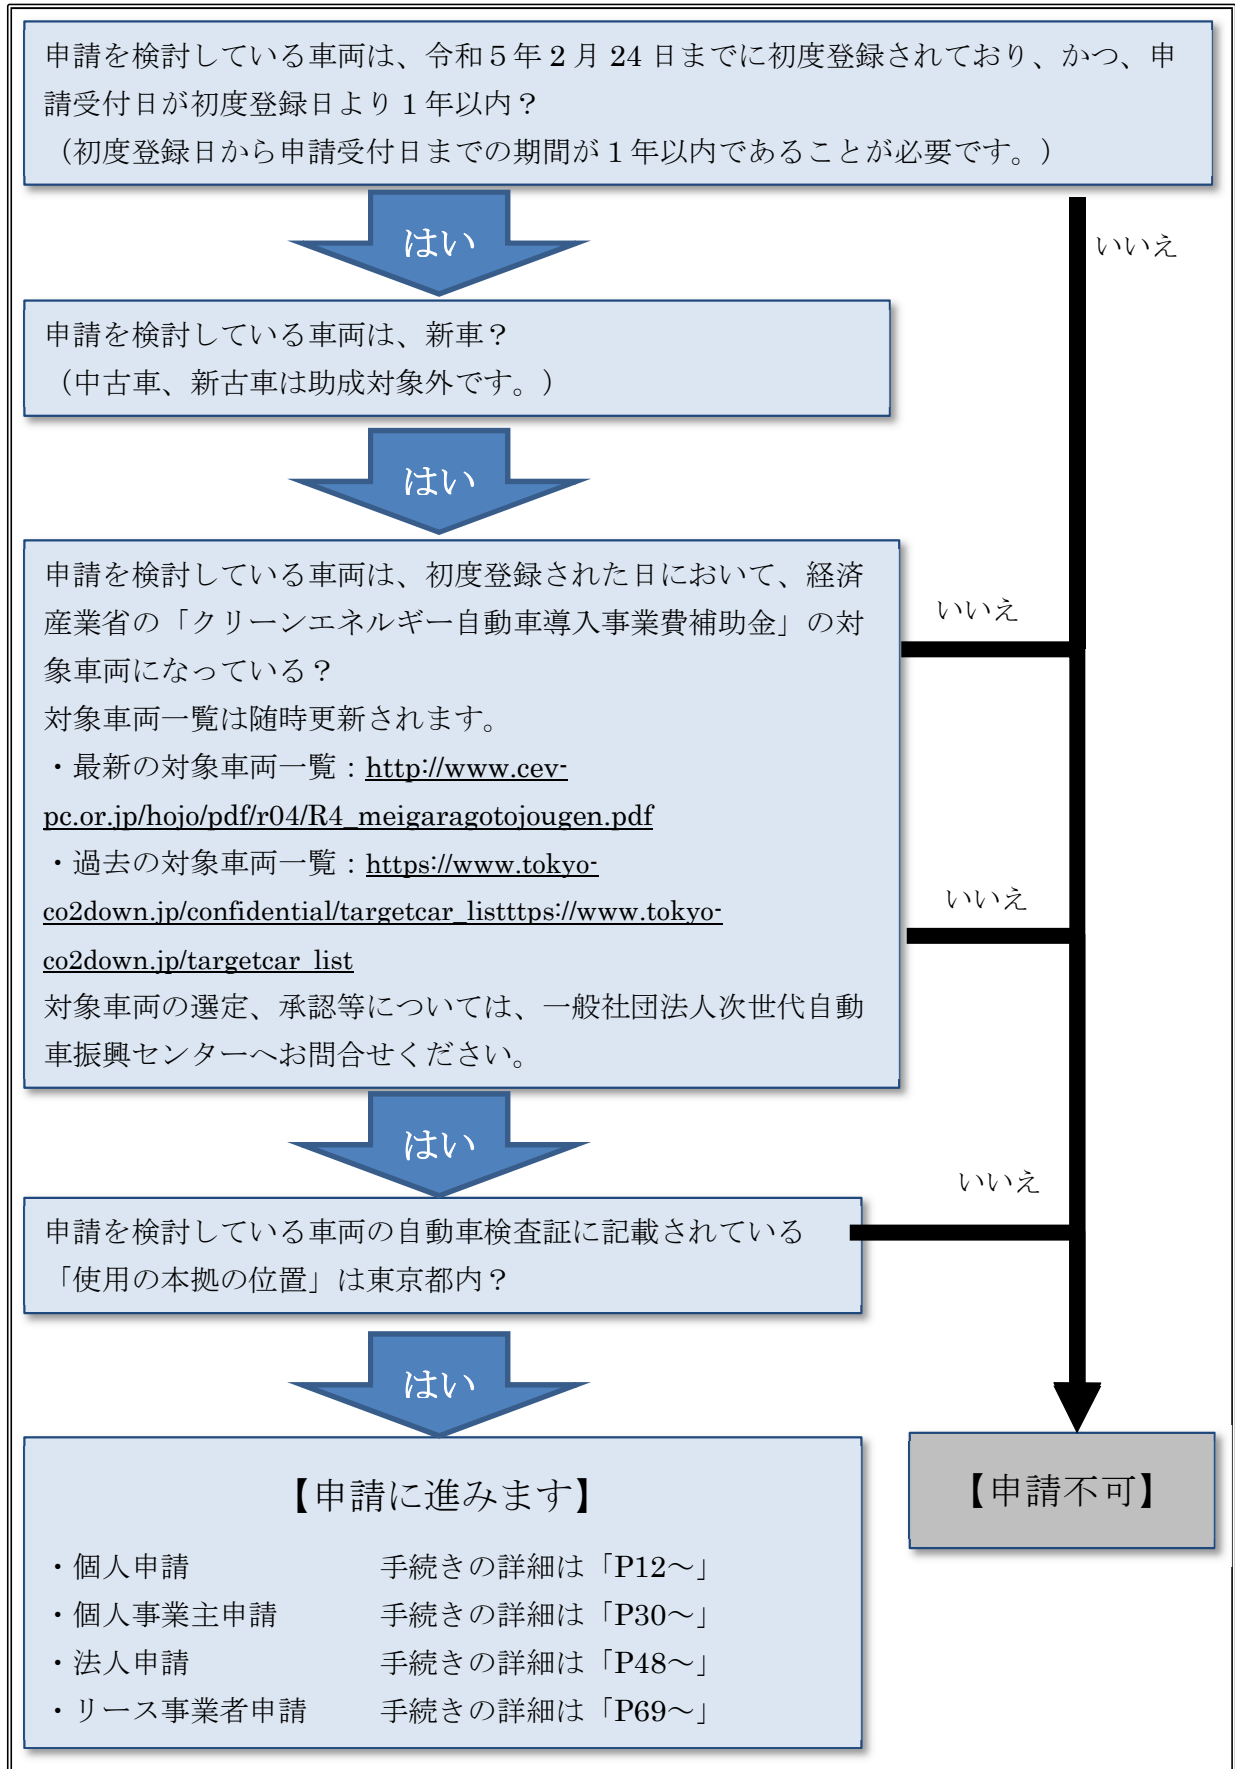 申請を検討している車両は、令和５年２月 24 日までに初度登録されており、かつ、申
請受付日が初度登録日より１年以内？
（初度登録日から申請受付日までの期間が１年以内であることが必要です。）
はい
いいえ
申請を検討している車両は、新車？
（中古車、新古車は助成対象外です。）
はい
申請を検討している車両は、初度登録された日において、経済
産業省の「クリーンエネルギー自動車導入事業費補助金」の対
象車両になっている？
対象車両一覧は随時更新されます。
・最新の対象車両一覧：http://www.cev-
pc.or.jp/hojo/pdf/r04/R4_meigaragotojougen.pdf
・過去の対象車両一覧：https://www.tokyo-
co2down.jp/confidential/targetcar_listttps://www.tokyo-
co2down.jp/targetcar_list
対象車両の選定、承認等については、一般社団法人次世代自動
車振興センターへお問合せください。
いいえ
いいえ
はい
いいえ
申請を検討している車両の自動車検査証に記載されている
「使用の本拠の位置」は東京都内？
はい
【申請に進みます】
・個人申請 手続きの詳細は「P12～」
・個人事業主申請 手続きの詳細は「P30～」
・法人申請 手続きの詳細は「P48～」
・リース事業者申請 手続きの詳細は「P69～」
【申請不可】